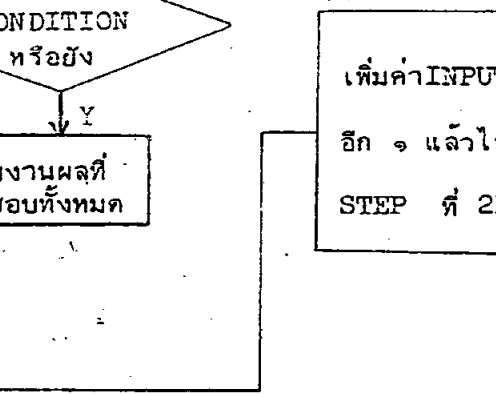 ONDITION
หรือยัง
Y
งานผลที่
สอบทั้งหมด
เพิ่มค่าINPUT
อีก ๑ แล้วไ
STEP ที่ 2